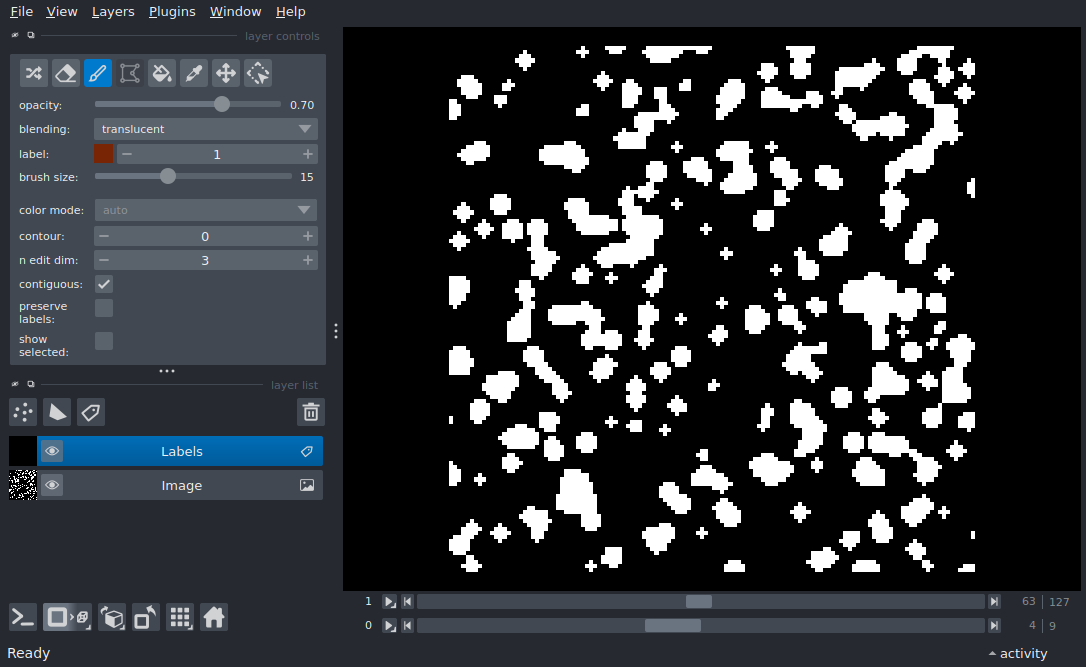 File View Layers Plugins Window Help
layer controls
opacity: 0.70
blending: translucent
label: 1
brush size: 15
color mode: auto
contour: 0
n edit dim: 3
contiguous:
preserve
labels:
show
selected:
layer list
Labels
Image
1 63 127
0 4 9
Ready activity